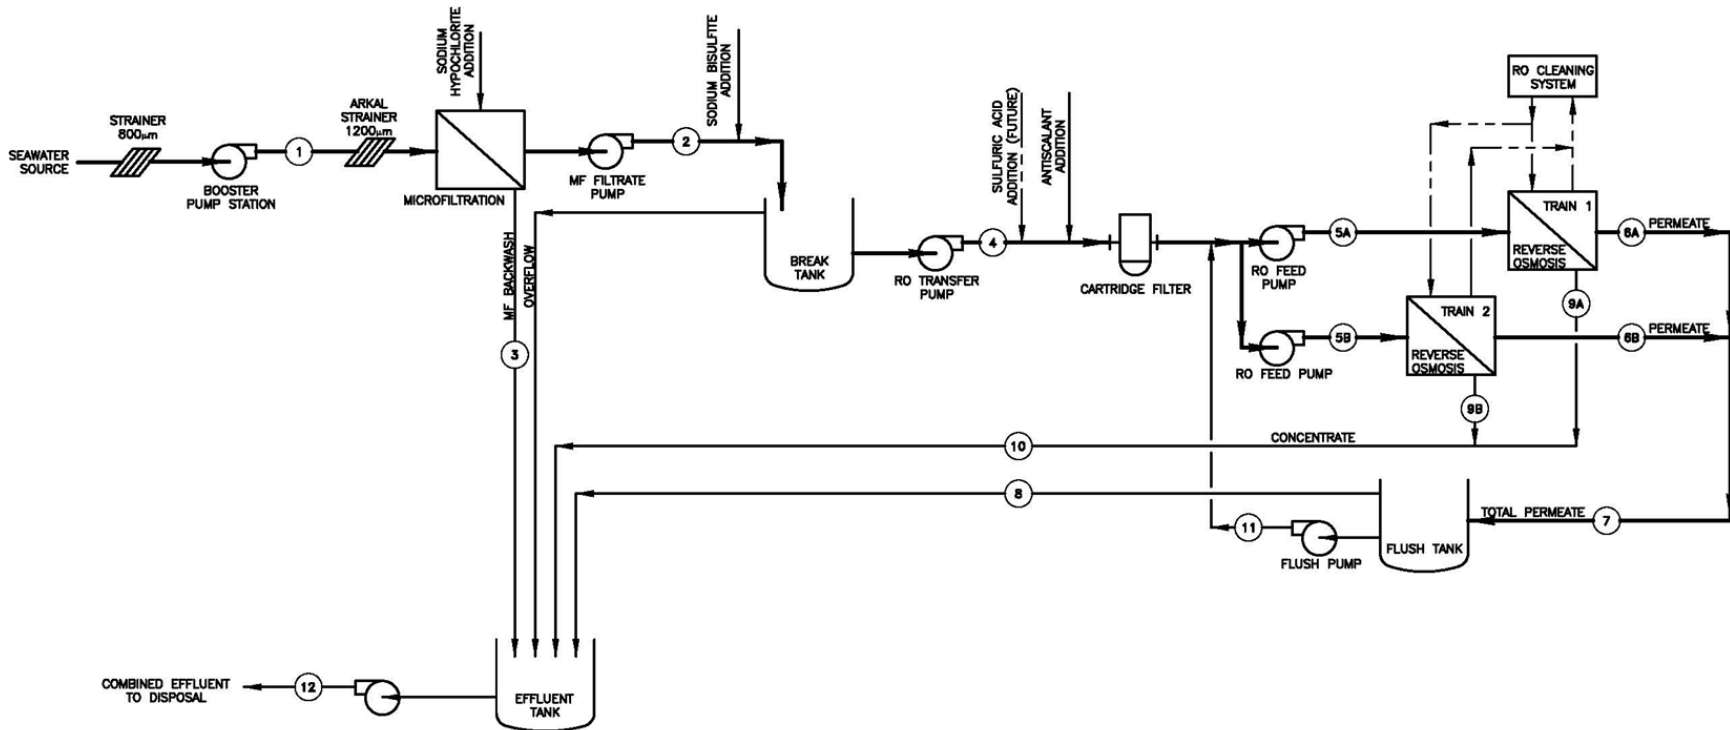 SODIUM
HYPOCHLORITE
ADDITION
SODIUM BISULFITE
ADDITION
RO CLEANING
SYSTEM
STRAINER
800µm
ARKAL
STRAINER
1200µm
SEAWATER
SOURCE
1
BOOSTER
PUMP STATION
MICROFILTRATION
MF FILTRATE
PUMP
2
SULFURIC ACID
ADDITION (FUTURE)
ANTISCALANT
ADDITION
MF BACKWASH
OVERFLOW
BREAK
TANK
RO TRANSFER
PUMP
4
CARTRIDGE FILTER
RO FEED
PUMP
5A
TRAIN 1
REVERSE
OSMOSIS
6A
PERMEATE
9A
RO FEED PUMP
5B
TRAIN 2
REVERSE
OSMOSIS
6B
PERMEATE
9B
3
10
CONCENTRATE
8
11
FLUSH PUMP
FLUSH TANK
TOTAL PERMEATE
7
COMBINED EFFLUENT
TO DISPOSAL
12
EFFLUENT
TANK